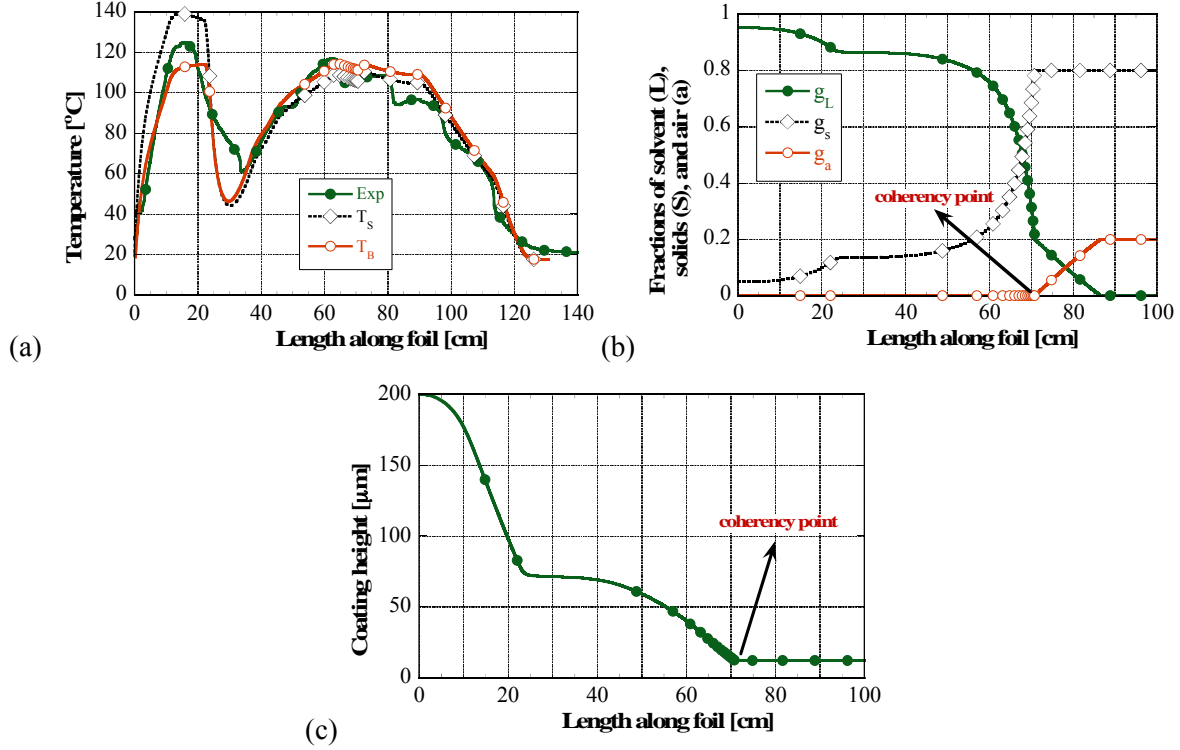 140
120
100
80
60
40
20
0
Temperature [°C]
Exp
T_S
T_B
0 20 40 60 80 100 120 140
Length along foil [cm]
(a)
1
0.8
0.6
0.4
0.2
0
Fractions of solvent (L),
solids (S), and air (a)
g_L
g_s
g_a
coherency point
0 20 40 60 80 100
Length along foil [cm]
(b)
200
150
100
50
0
Coating height [μm]
coherency point
0 20 40 60 80 100
Length along foil [cm]
(c)